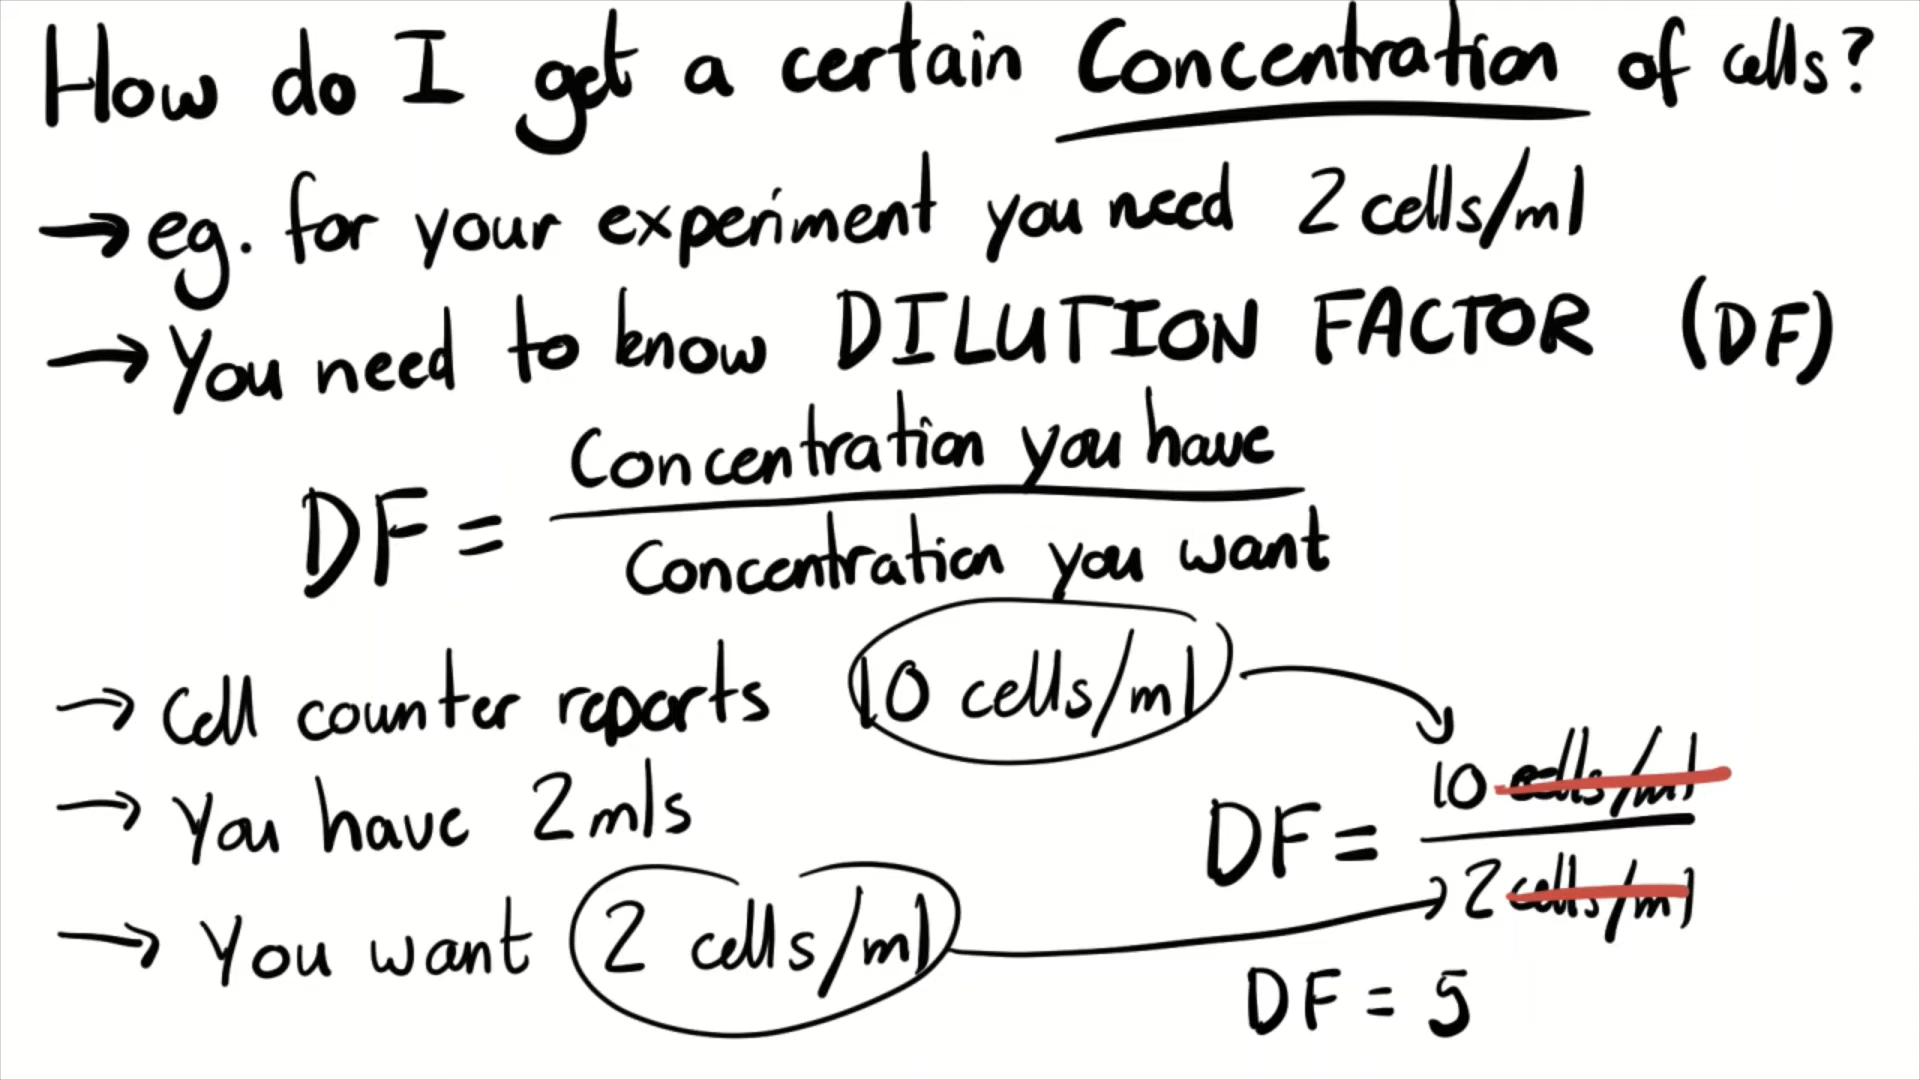 How do I get a certain Concentration of cells?
→ eg. for your experiment you need 2 cells/ml
→ You need to know DILUTION FACTOR (DF)
DF = Concentration you have
Concentration you want
→ Cell counter reports 10 cells/ml
→ You have 2mls
→ You want 2 cells/ml
DF = 10 cells/ml
2 cells/ml
DF = 5